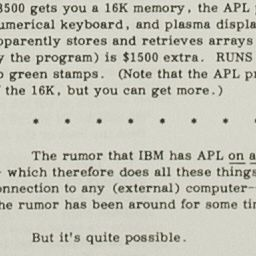 3500 gets you a 16K memory, the APL
umerical keyboard, and plasma displa
pparently stores and retrieves arrays
y the program) is $1500 extra. RUNS
o green stamps. (Note that the APL pr
the 16K, but you can get more.)
* * * * * * *
The rumor that IBM has APL on a
which therefore does all these things
onnection to any (external) computer--
he rumor has been around for some ti
But it's quite possible.